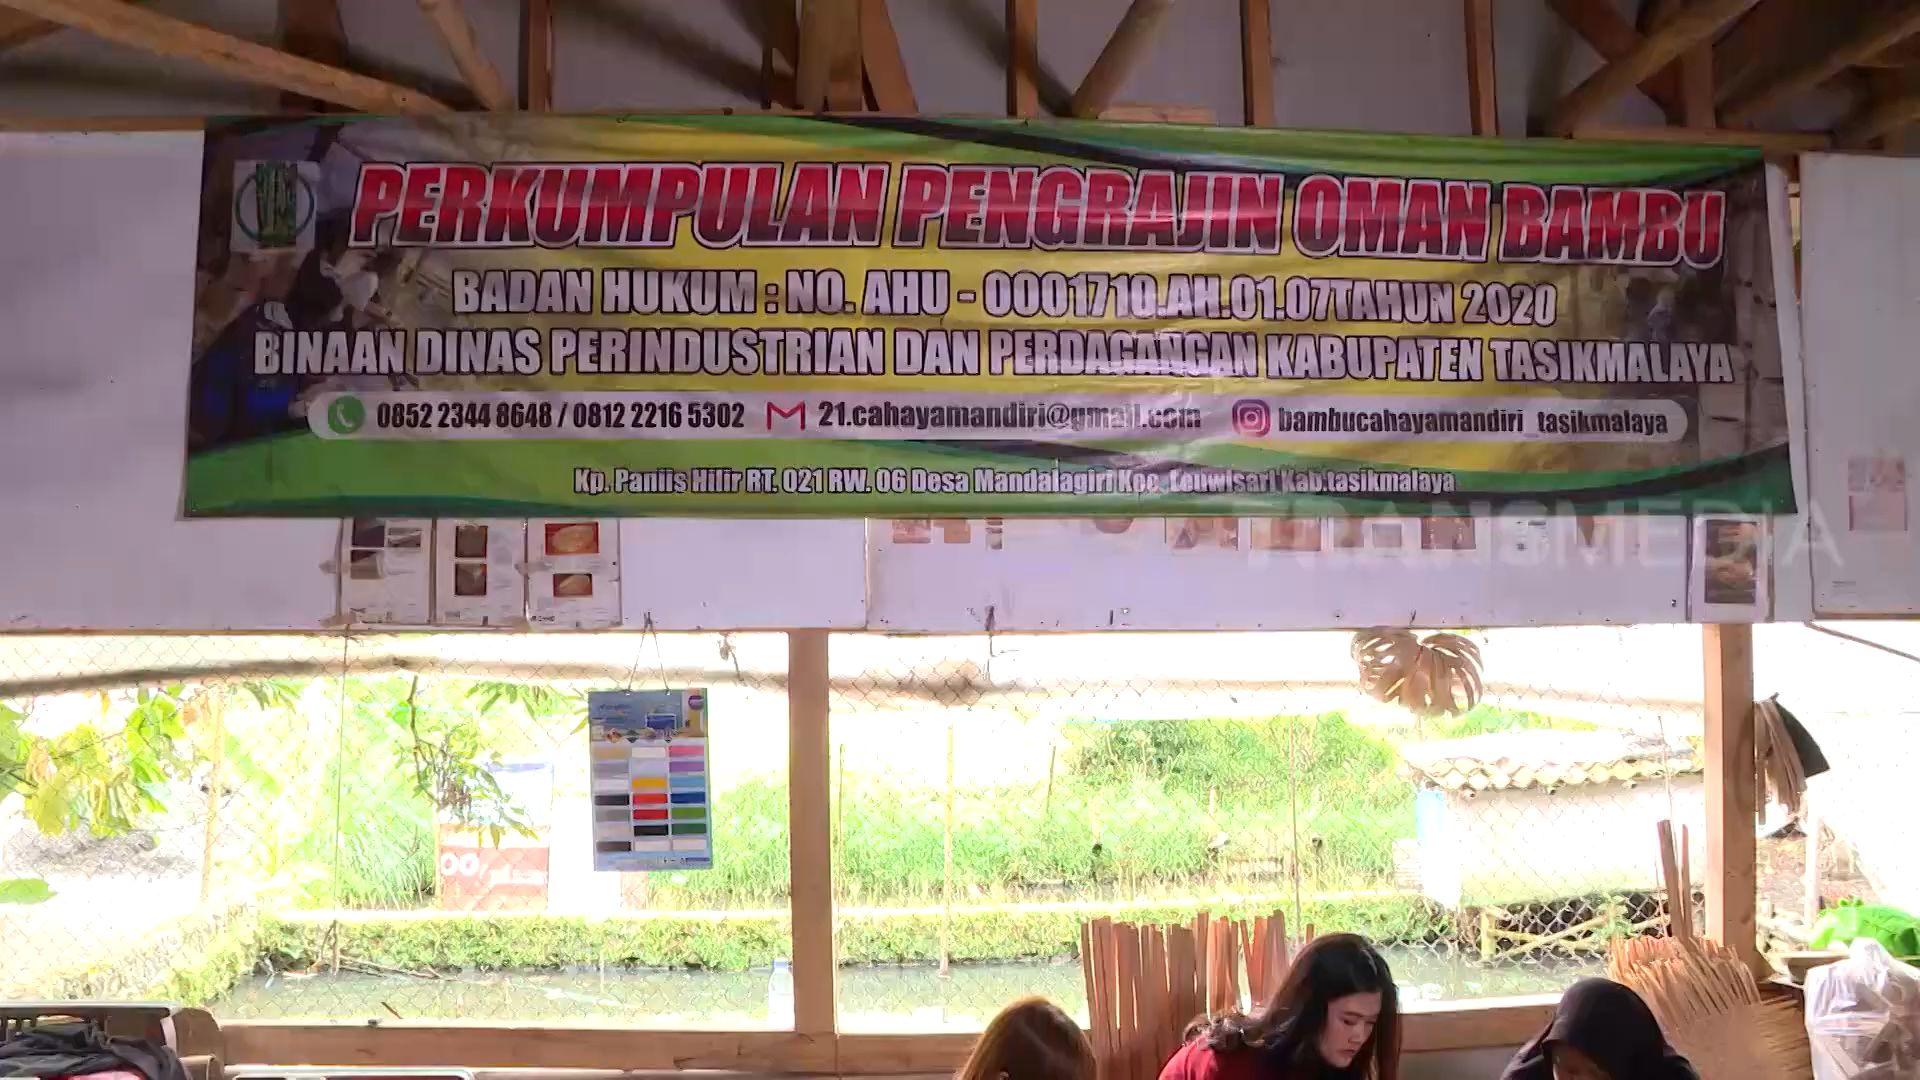 PERKUMPULAN PENGRAJIN OMAN BAMBU
BADAN HUKUM : NO. AHU - 0001710.AH.01.07TAHUN 2020
BINAAN DINAS PERINDUSTRIAN DAN PERDAGANGAN KABUPATEN TASIKMALAYA
0852 2344 8648 / 0812 2216 5302 21.cahayamandiri@gmail.com bambucahayamandiri_tasikmalaya
Kp. Paniis Hilir RT. 021 RW. 06 Desa Mandalagiri Kec. Leuwisari Kab.tasikmalaya
TRANSMEDIA